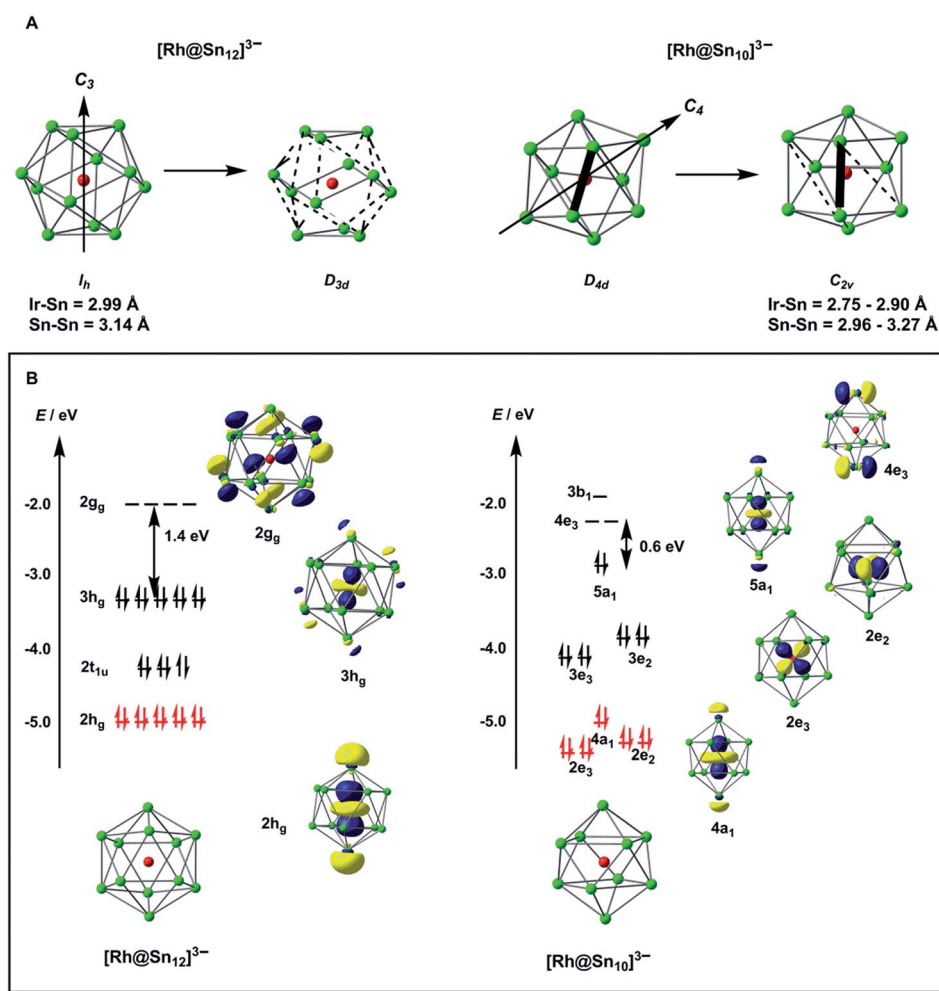 A
[Rh@Sn12]3−
[Rh@Sn10]3−
C3
C4
Ih
D3d
D4d
C2v
Ir-Sn = 2.99 Å
Sn-Sn = 3.14 Å
Ir-Sn = 2.75 - 2.90 Å
Sn-Sn = 2.96 - 3.27 Å
B
E / eV
-2.0
-3.0
-4.0
-5.0
2gg
1.4 eV
3hg
2t1u
2hg
2gg
3hg
2hg
[Rh@Sn12]3−
E / eV
-2.0
-3.0
-4.0
-5.0
3b1
4e3
0.6 eV
5a1
3e3
3e2
4a1
2e3
2e2
4e3
5a1
2e2
2e3
4a1
[Rh@Sn10]3−